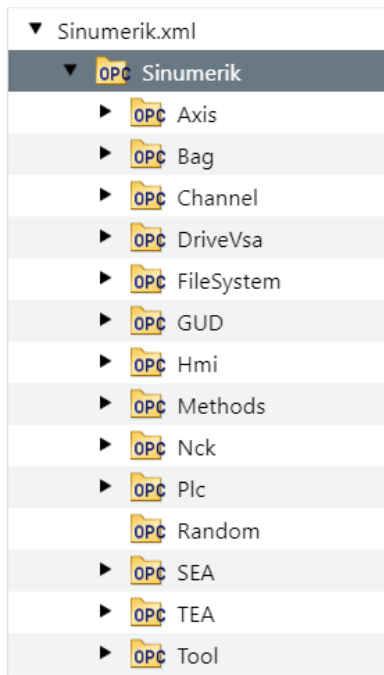 Sinumerik.xml
OPC Sinumerik
OPC Axis
OPC Bag
OPC Channel
OPC DriveVsa
OPC FileSystem
OPC GUD
OPC Hmi
OPC Methods
OPC Nck
OPC Plc
OPC Random
OPC SEA
OPC TEA
OPC Tool